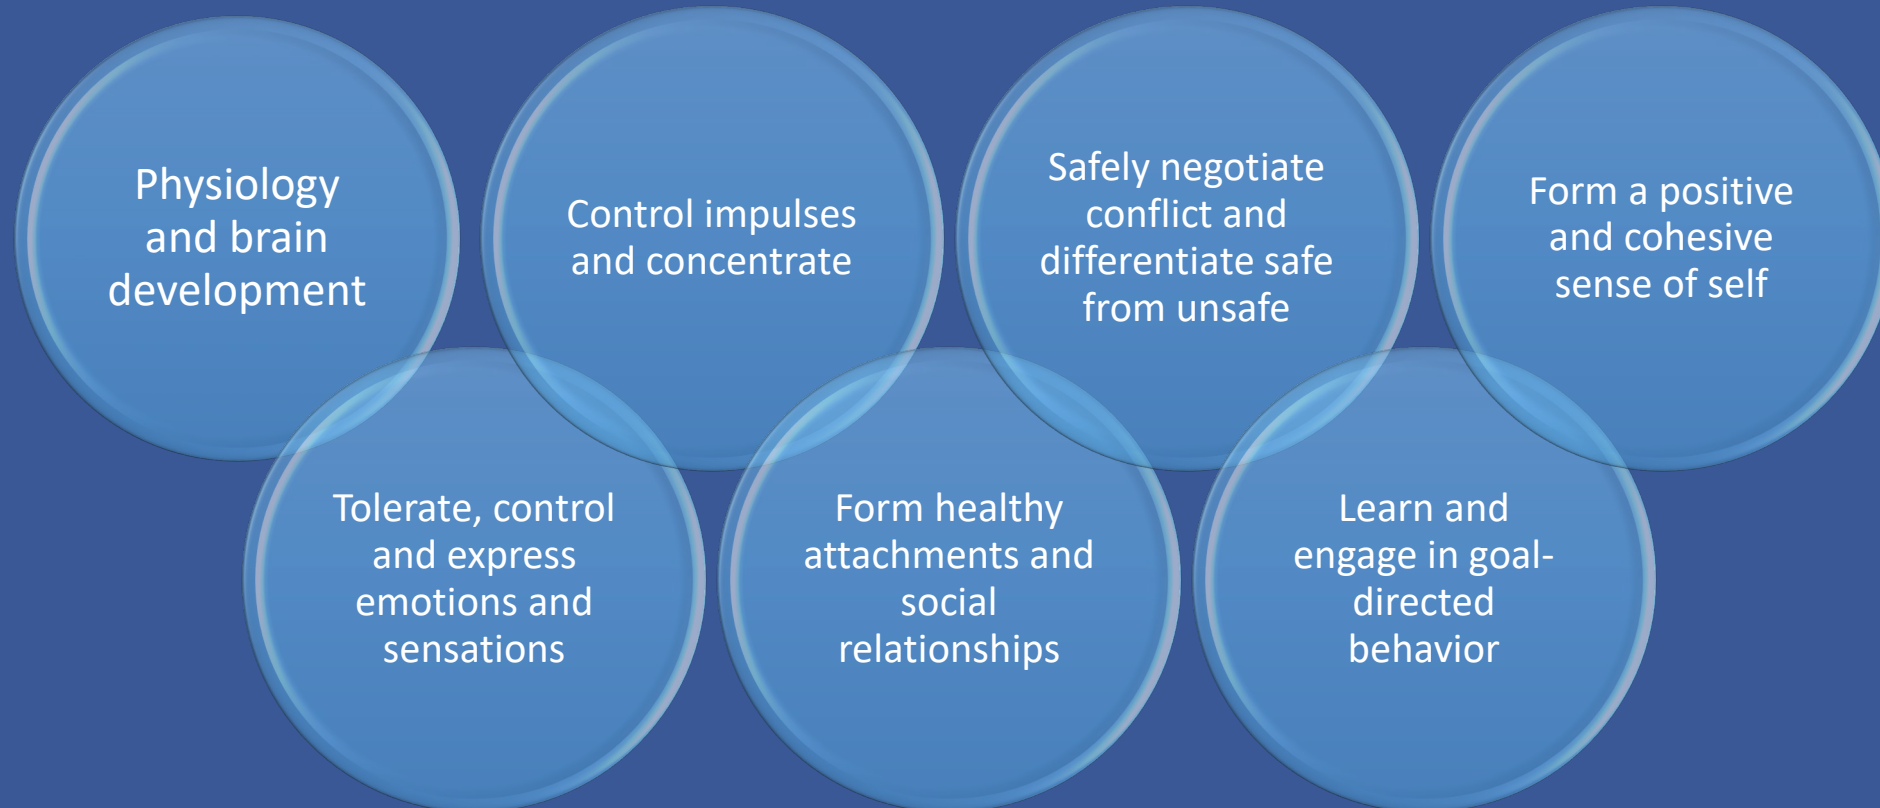 Physiology
and brain
development
Control impulses
and concentrate
Safely negotiate
conflict and
differentiate safe
from unsafe
Form a positive
and cohesive
sense of self
Tolerate, control
and express
emotions and
sensations
Form healthy
attachments and
social
relationships
Learn and
engage in goal-
directed
behavior